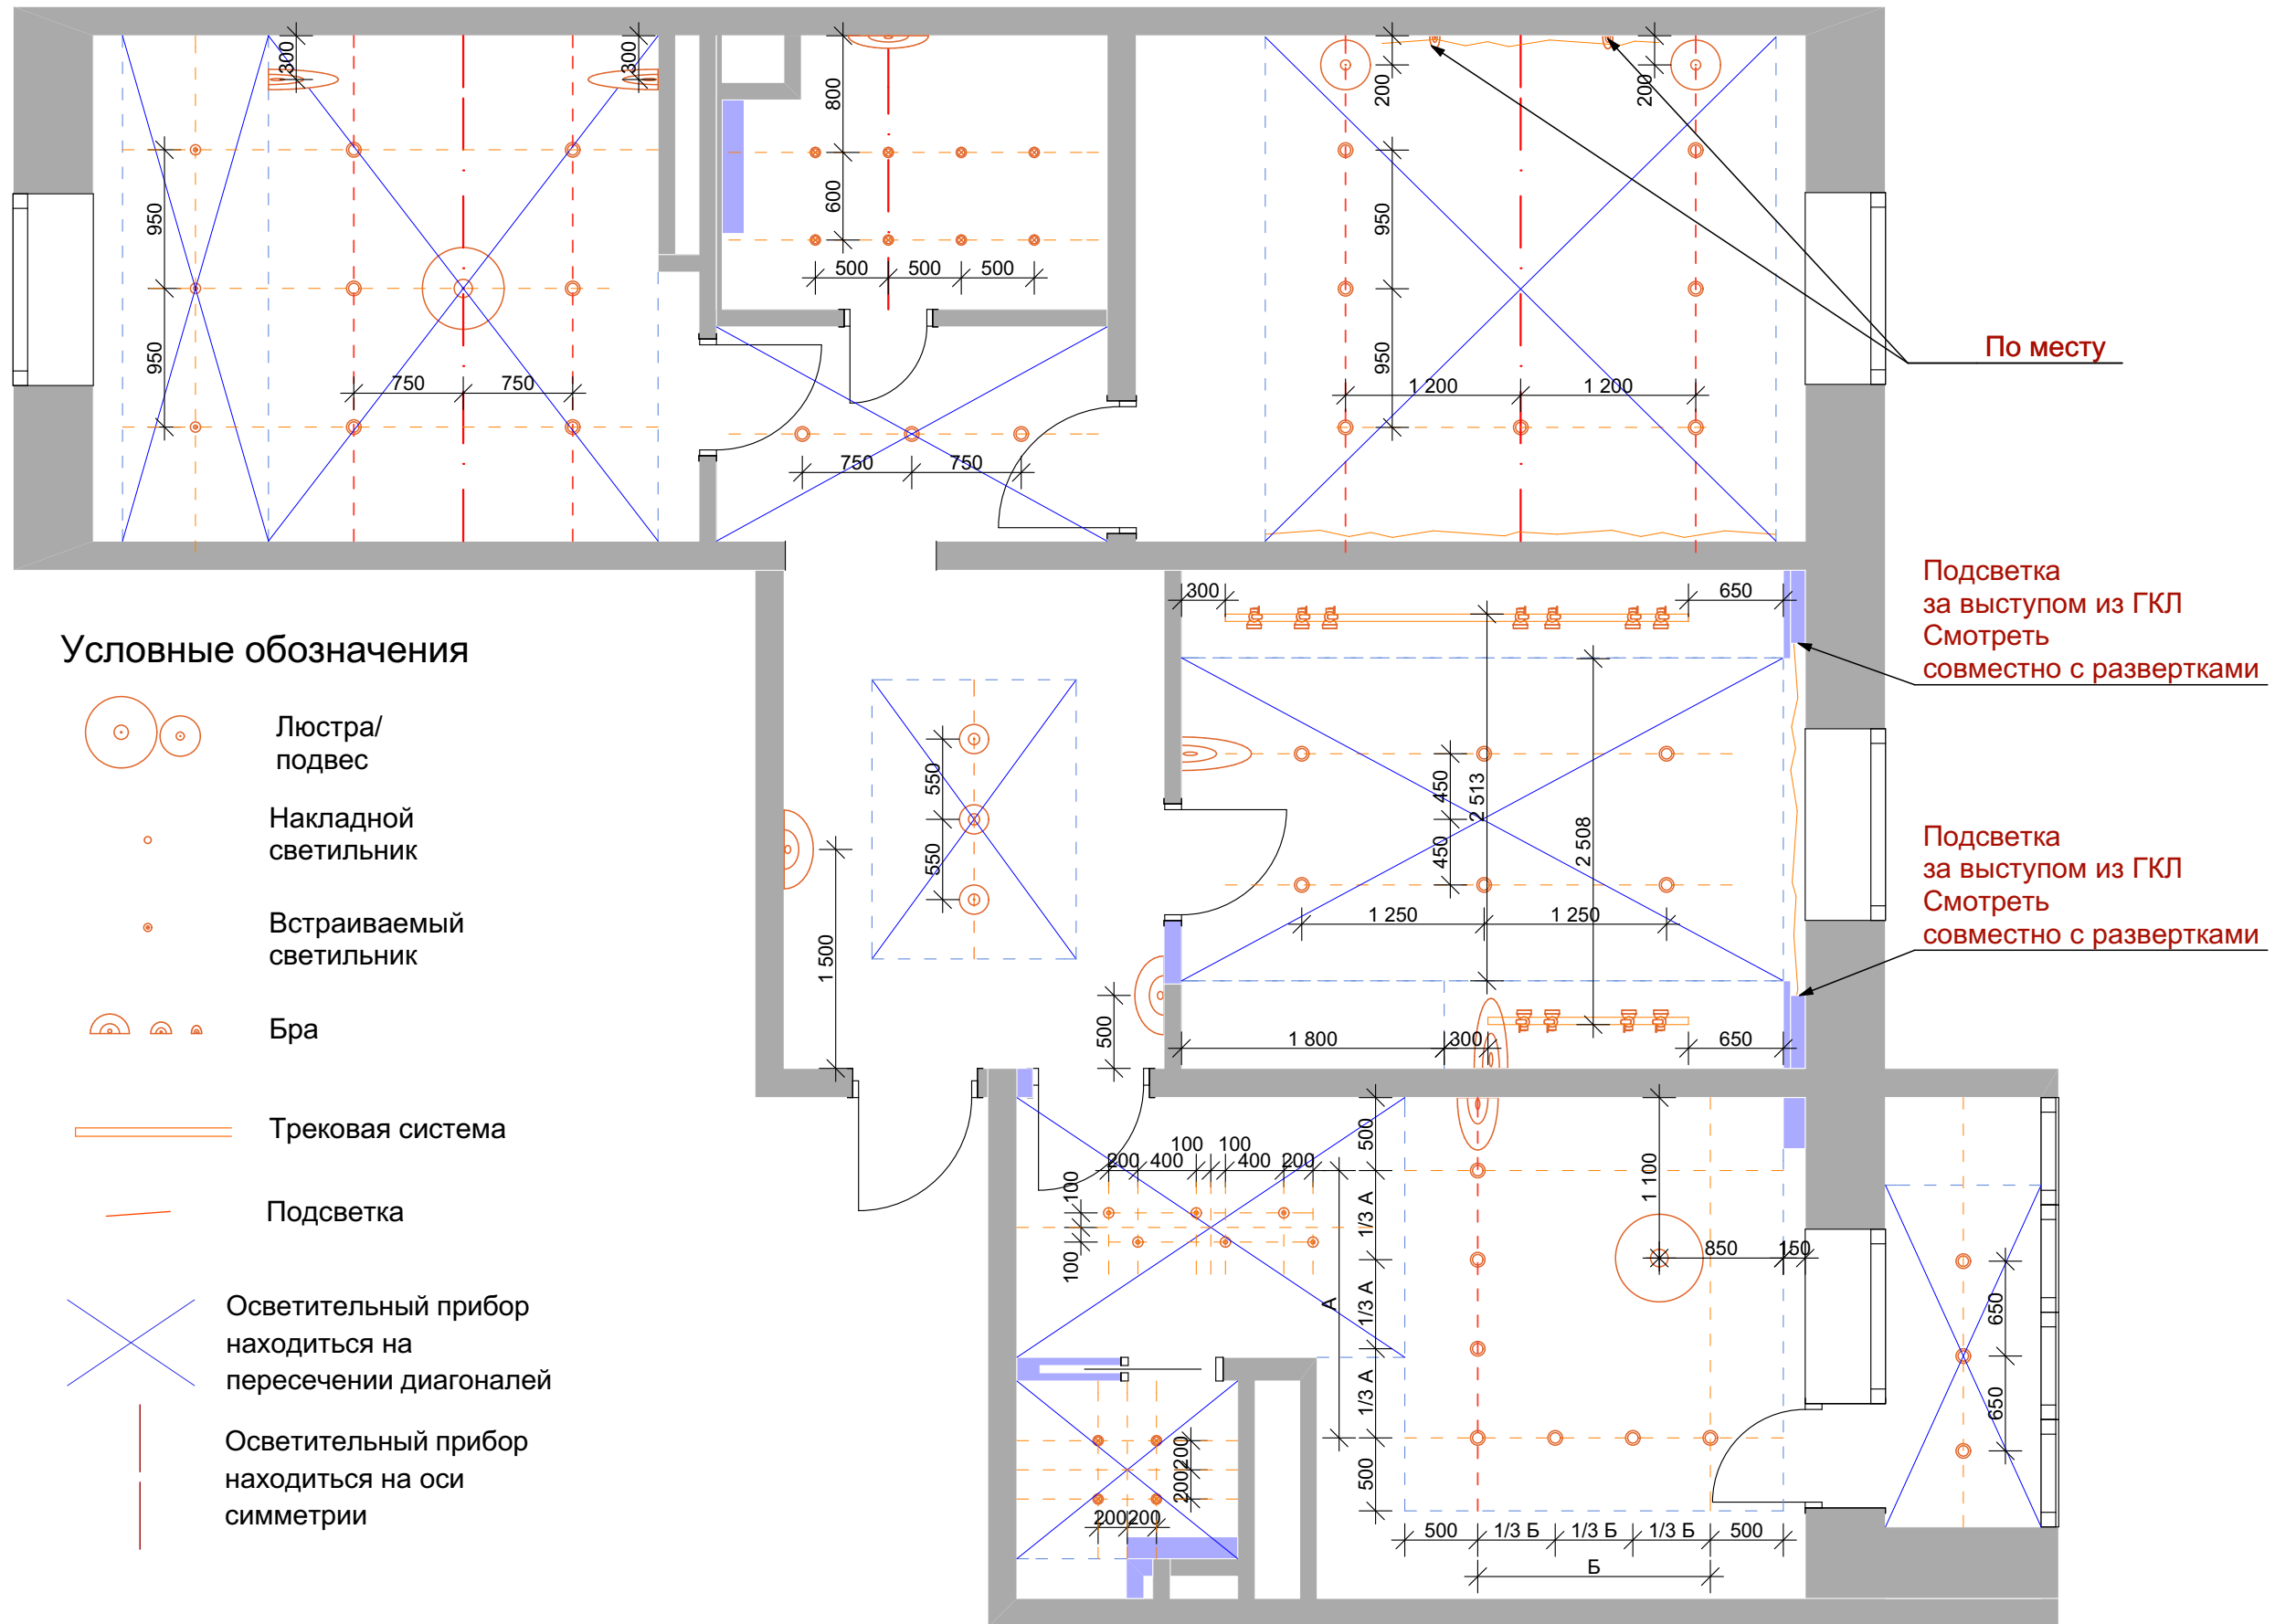 300
300
800
600
500
500
500
200
200
950
950
750
750
950
950
1 200
1 200
750
750
По месту
Подсветка
за выступом из ГКЛ
Смотреть
совместно с развертками
Подсветка
за выступом из ГКЛ
Смотреть
совместно с развертками
300
650
550
550
1 500
500
450
450
2 513
2 508
1 250
1 250
1 800
300
650
Условные обозначения
Люстра/
подвес
Накладной
светильник
Встраиваемый
светильник
Бра
Трековая система
Подсветка
Осветительный прибор
находиться на
пересечении диагоналей
Осветительный прибор
находиться на оси
симметрии
100
100
200
400
400
200
100
100
500
1/3 А
1/3 А
1/3 А
500
А
1 100
850
150
650
650
200
200
200
200
500
1/3 Б
1/3 Б
1/3 Б
500
Б